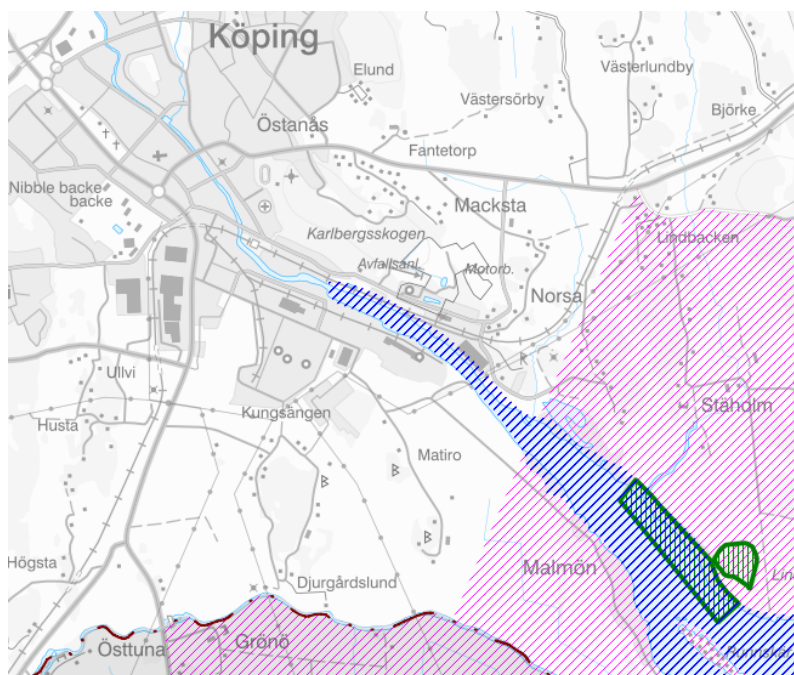 Köping
Elund
Västerlundby
Västersörby
Björke
Östanås
Fantetorp
Nibble backe
backe
Macksta
Karlbergsskogen
Lindbacken
Avfallsanl.
Motorb.
Norsa
Ullvi
Ståholm
Kungsängen
Husta
Matiro
Högsta
Malmön
Djurgårdslund
Östtuna
Grönö